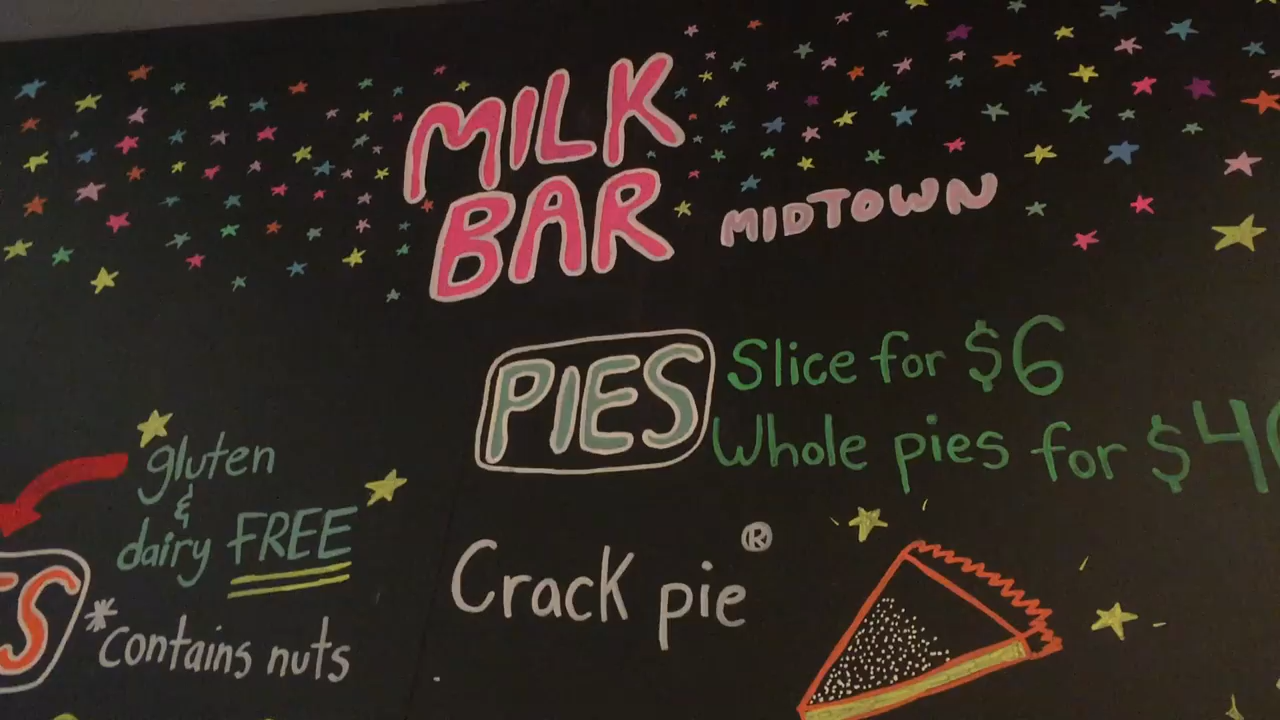 MILK
BAR
MIDTOWN
PIES
Slice for $6
Whole pies for
gluten
&
dairy FREE
*contains nuts
Crack pie®